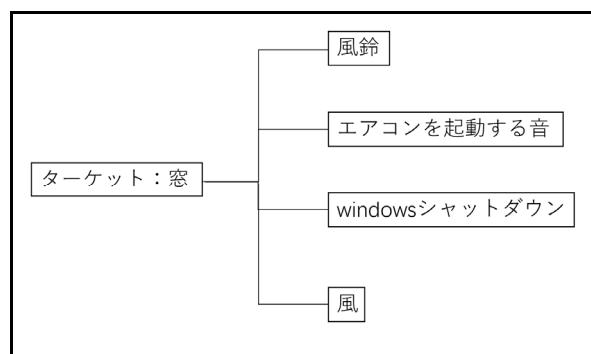 風鈴
エアコンを起動する音
ターケット：窓
windowsシャットダウン
風